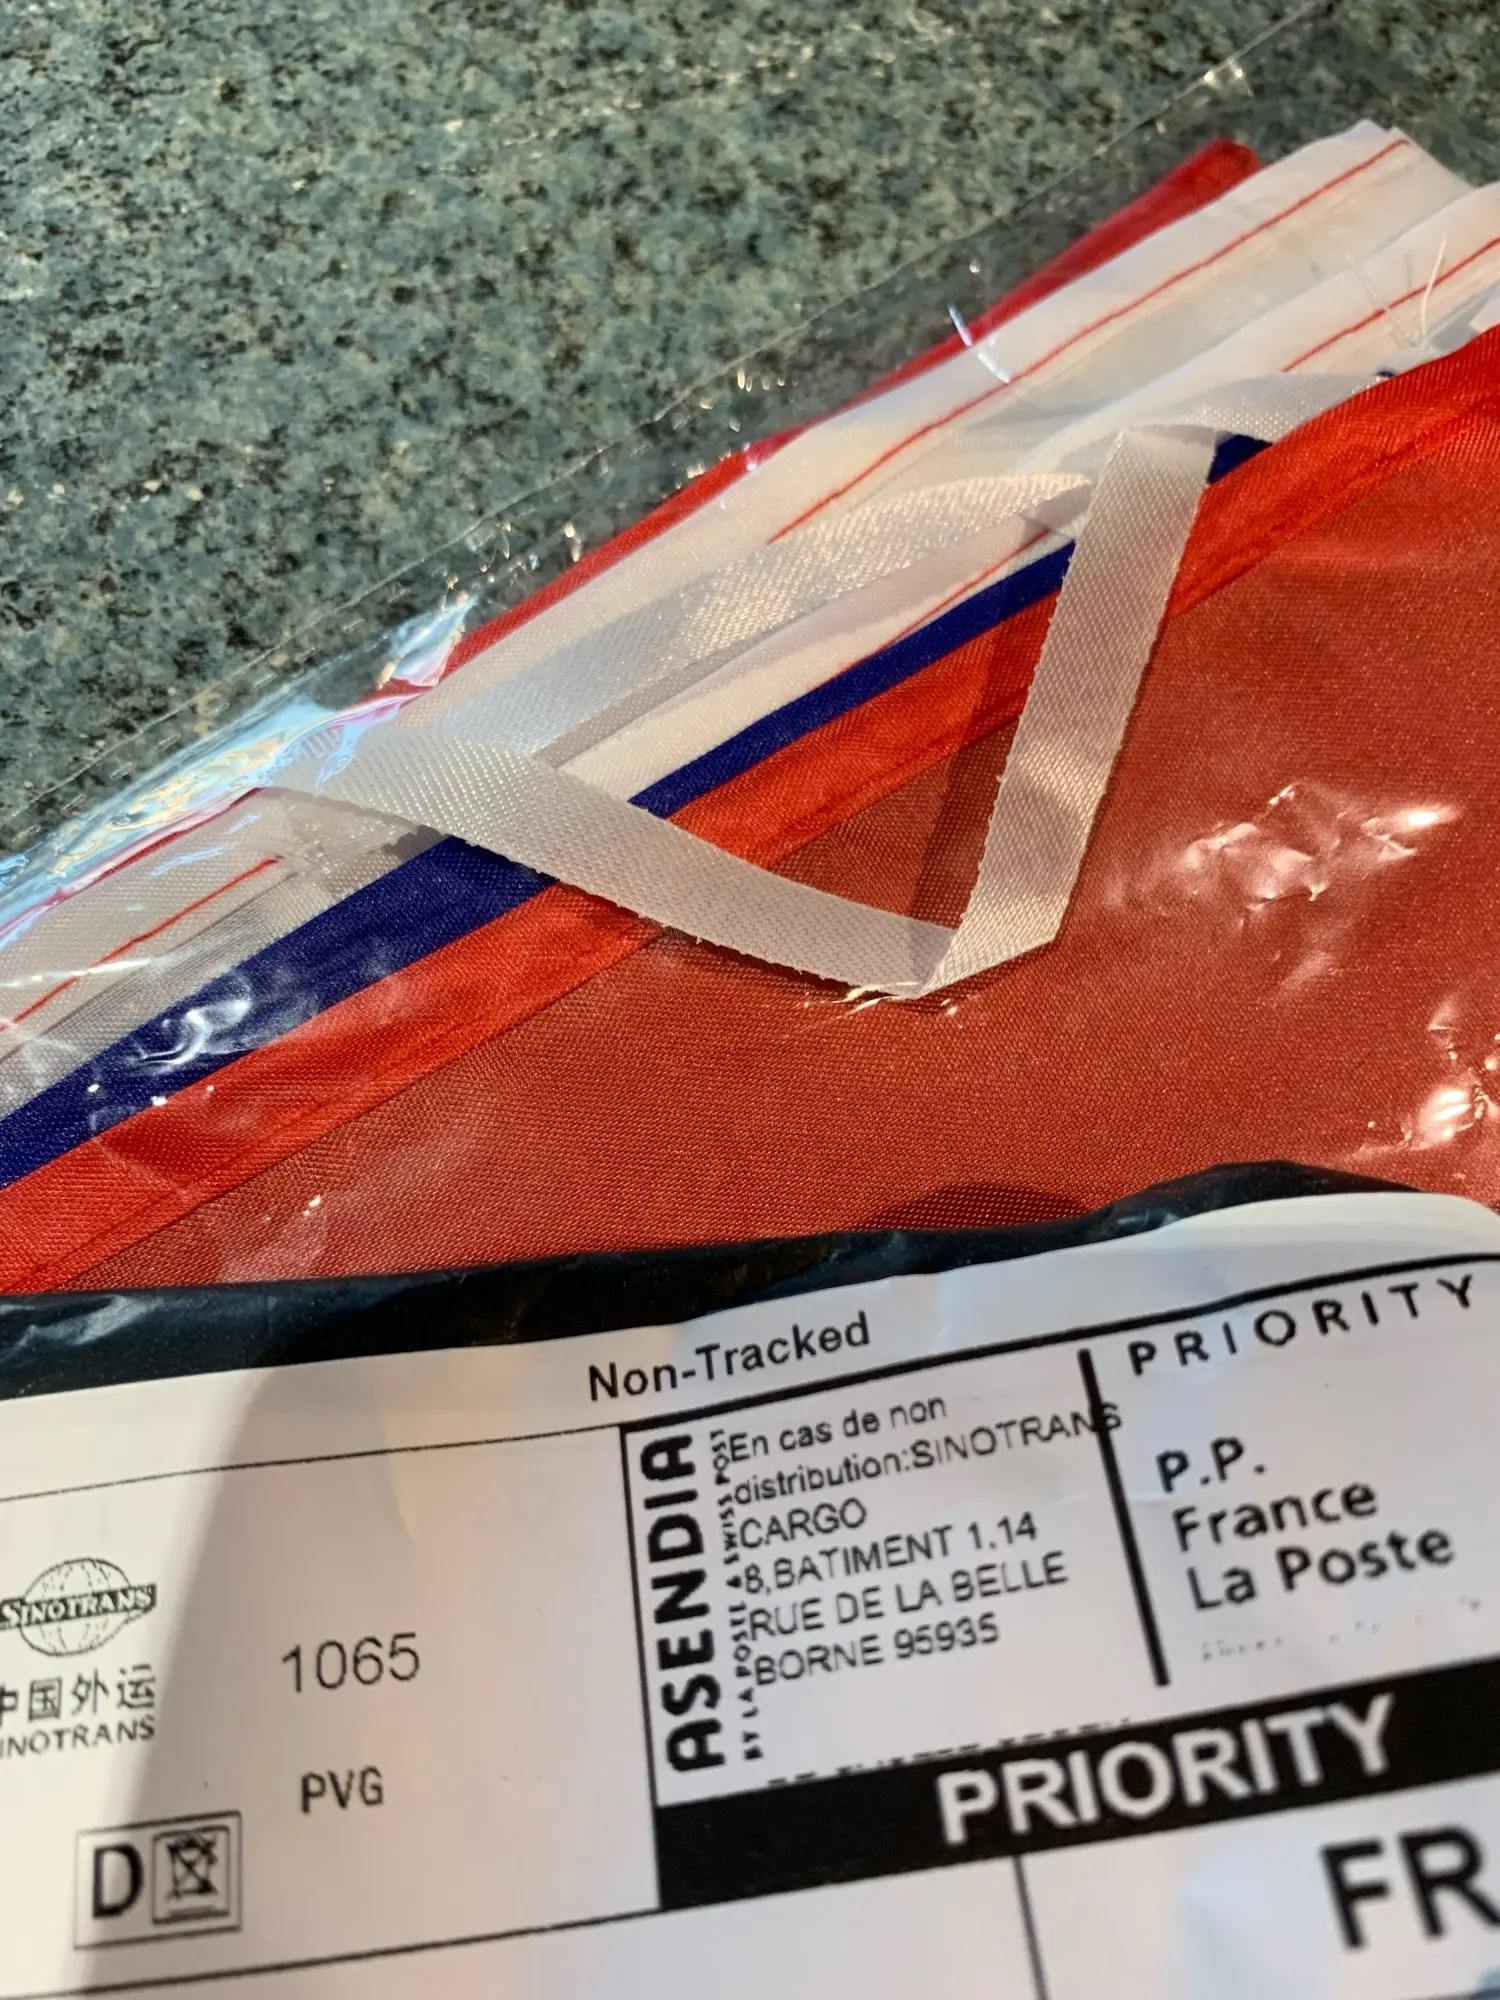 Non-Tracked
PRIORITY
ASENDIA
BY LA POSTE & SWISS POST
En cas de non
distribution:SINOTRANS
CARGO
8,BATIMENT 1.14
RUE DE LA BELLE
BORNE 95935
P.P.
France
La Poste
SINOTRANS
中国外运
SINOTRANS
1065
PVG
D
PRIORITY
FR